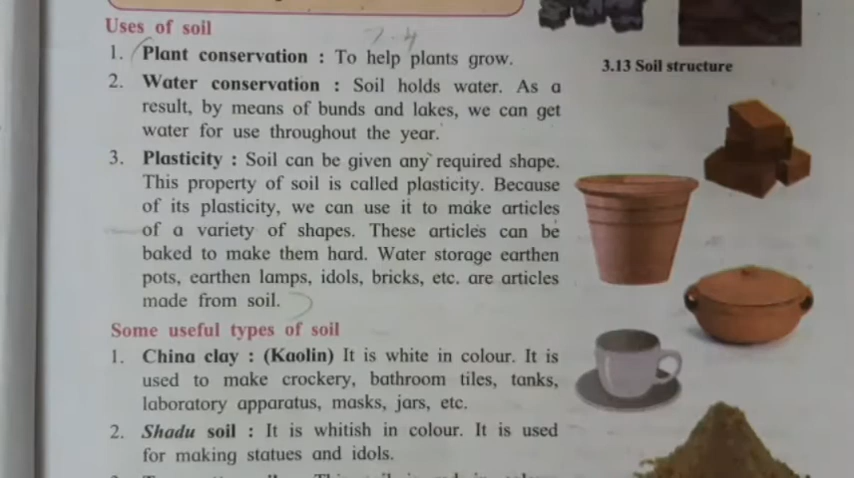 Uses of soil
1. Plant conservation : To help plants grow.
3.13 Soil structure
2. Water conservation : Soil holds water. As a
result, by means of bunds and lakes, we can get
water for use throughout the year.
3. Plasticity : Soil can be given any required shape.
This property of soil is called plasticity. Because
of its plasticity, we can use it to make articles
of a variety of shapes. These articles can be
baked to make them hard. Water storage earthen
pots, earthen lamps, idols, bricks, etc. are articles
made from soil.
Some useful types of soil
1. China clay : (Kaolin) It is white in colour. It is
used to make crockery, bathroom tiles, tanks,
laboratory apparatus, masks, jars, etc.
2. Shadu soil : It is whitish in colour. It is used
for making statues and idols.